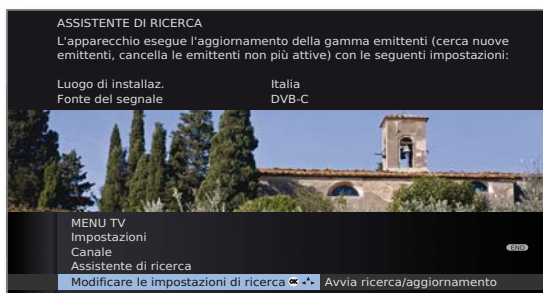 ASSISTENTE DI RICERCA
L'apparecchio esegue l'aggiornamento della gamma emittenti (cerca nuove
emittenti, cancella le emittenti non più attive) con le seguenti impostazioni:
Luogo di installaz. Italia
Fonte del segnale DVB-C
MENU TV
Impostazioni
END
Canale
Assistente di ricerca
Modificare le impostazioni di ricerca OK Avvia ricerca/aggiornamento